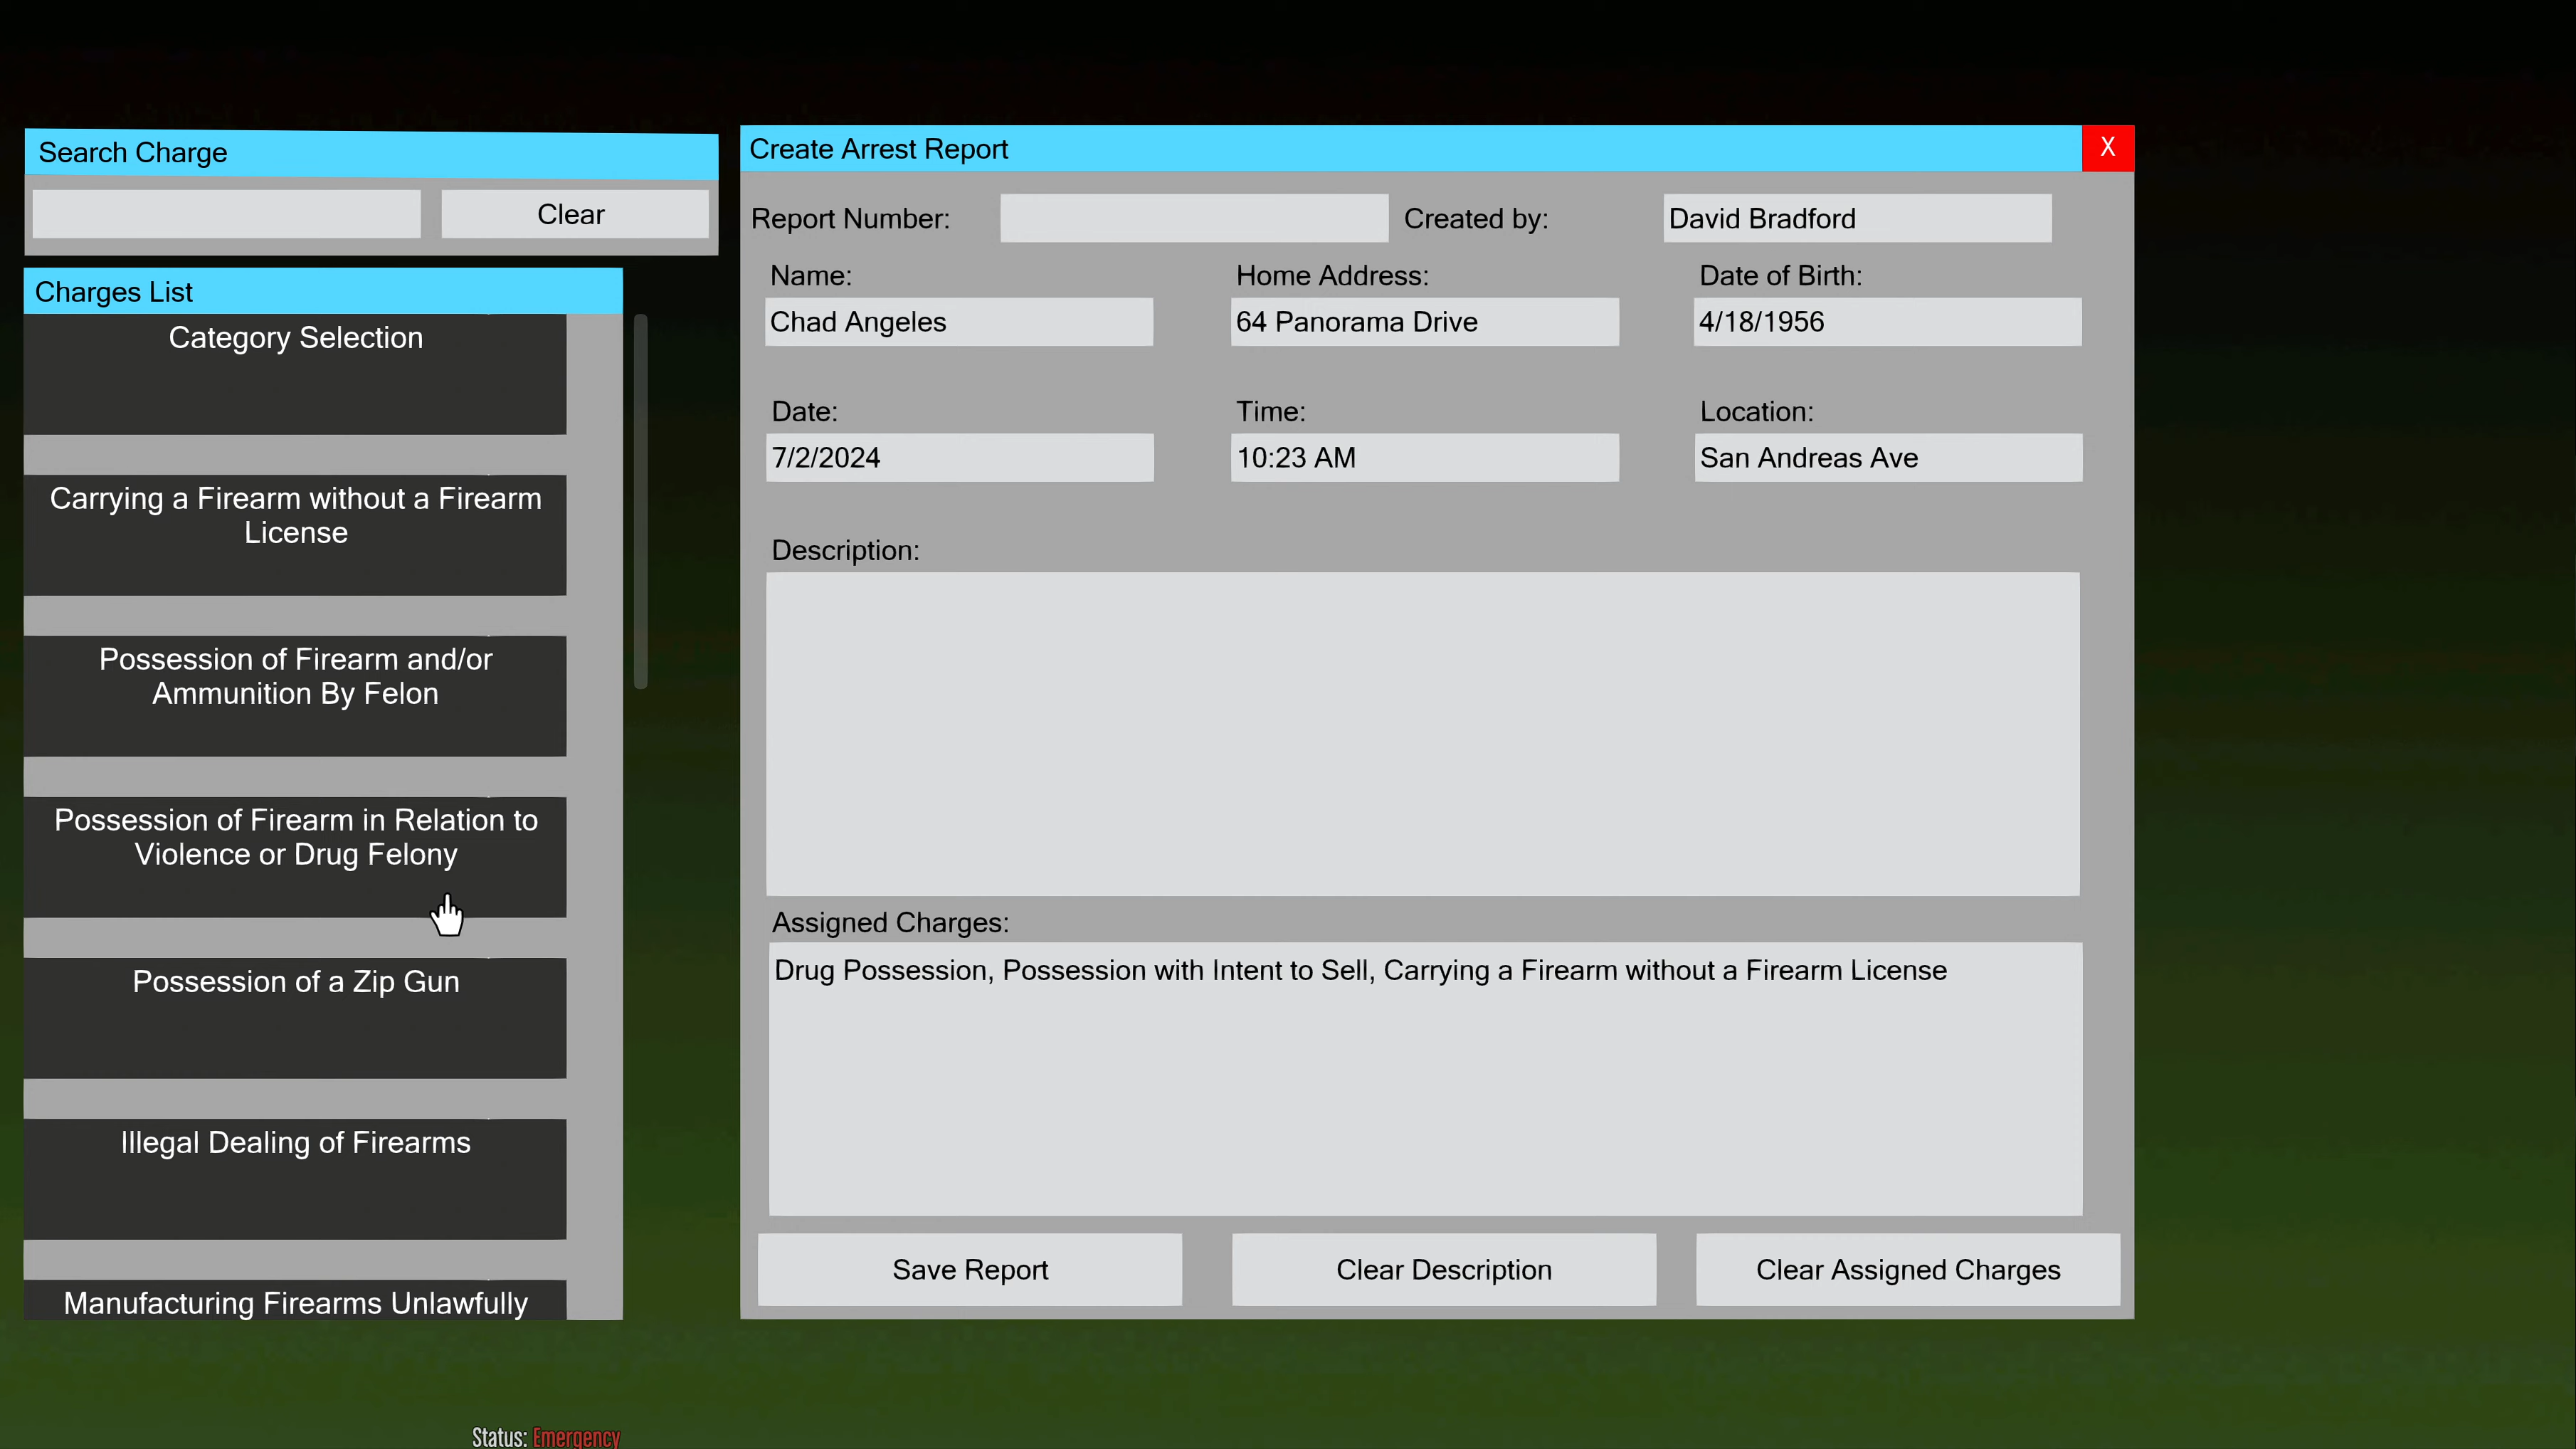 Search Charge
Clear
Charges List
Category Selection
Carrying a Firearm without a Firearm
License
Possession of Firearm and/or
Ammunition By Felon
Possession of Firearm in Relation to
Violence or Drug Felony
Possession of a Zip Gun
Illegal Dealing of Firearms
Manufacturing Firearms Unlawfully
Create Arrest Report
X
Report Number:
Created by: David Bradford
Name:
Chad Angeles
Home Address:
64 Panorama Drive
Date of Birth:
4/18/1956
Date:
7/2/2024
Time:
10:23 AM
Location:
San Andreas Ave
Description:
Assigned Charges:
Drug Possession, Possession with Intent to Sell, Carrying a Firearm without a Firearm License
Save Report
Clear Description
Clear Assigned Charges
Status: Emergency